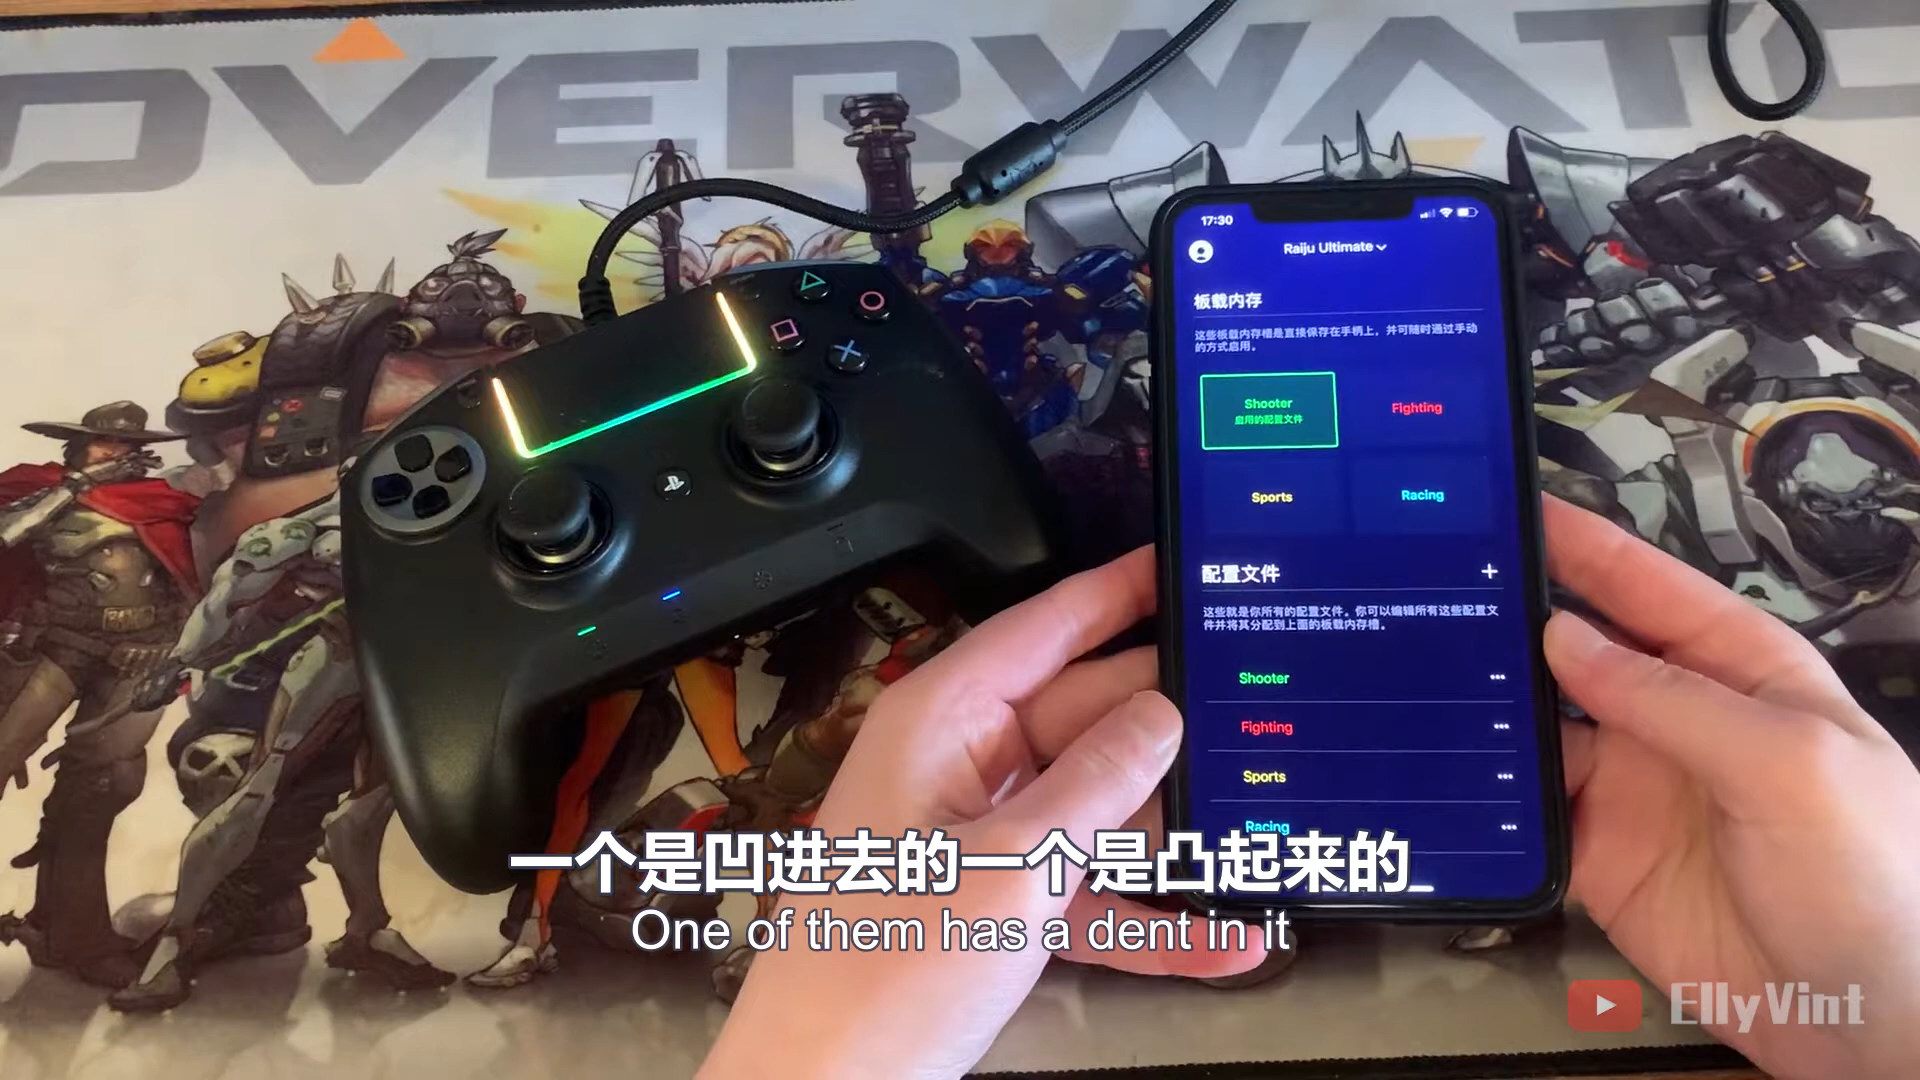 OVERWATC
17:30
Raiju Ultimate
板载内存
这些板载内存槽是直接保存在手柄上，并可随时通过手动
的方式启用。
Shooter
启用的配置文件
Fighting
Sports
Racing
配置文件
这些就是你所有的配置文件。你可以编辑所有这些配置文
件并将其分配到上面的板载内存槽。
Shooter
Fighting
Sports
Racing
一个是凹进去的一个是凸起来的
One of them has a dent in it
EllyVint